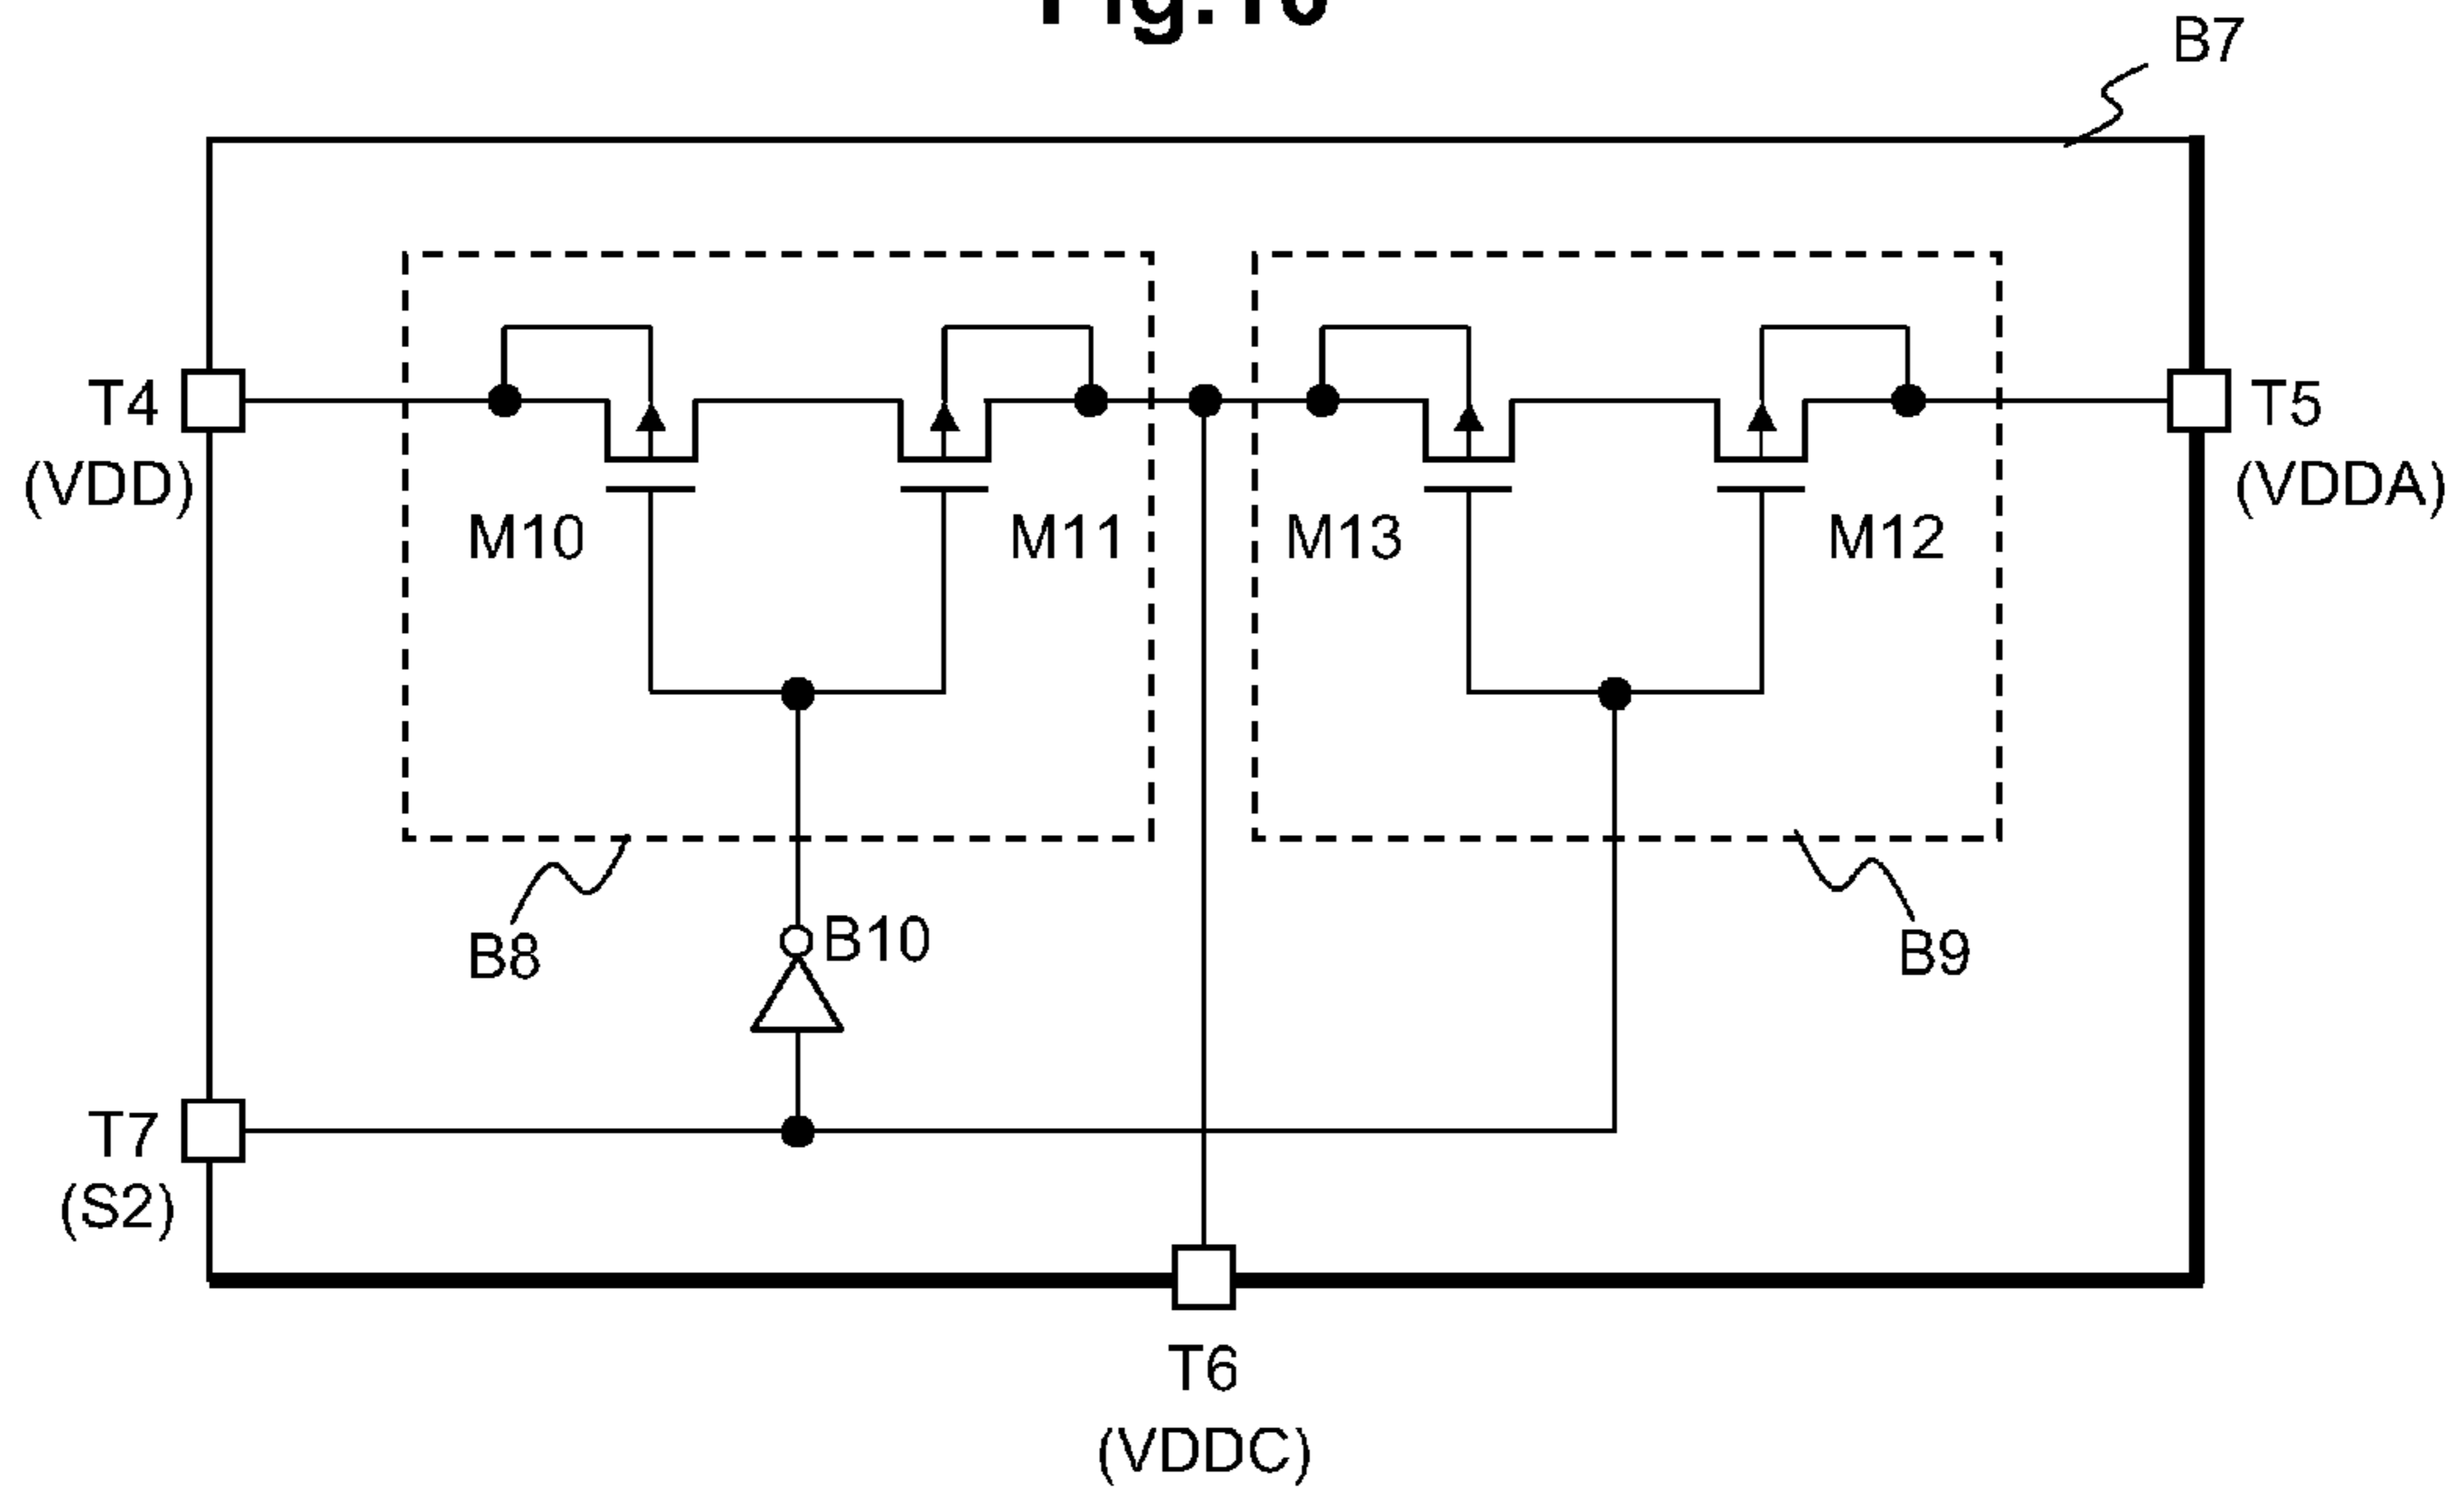 B7
T4
(VDD)
T5
(VDDA)
M10
M11
M13
M12
B8
B10
B9
T7
(S2)
T6
(VDDC)